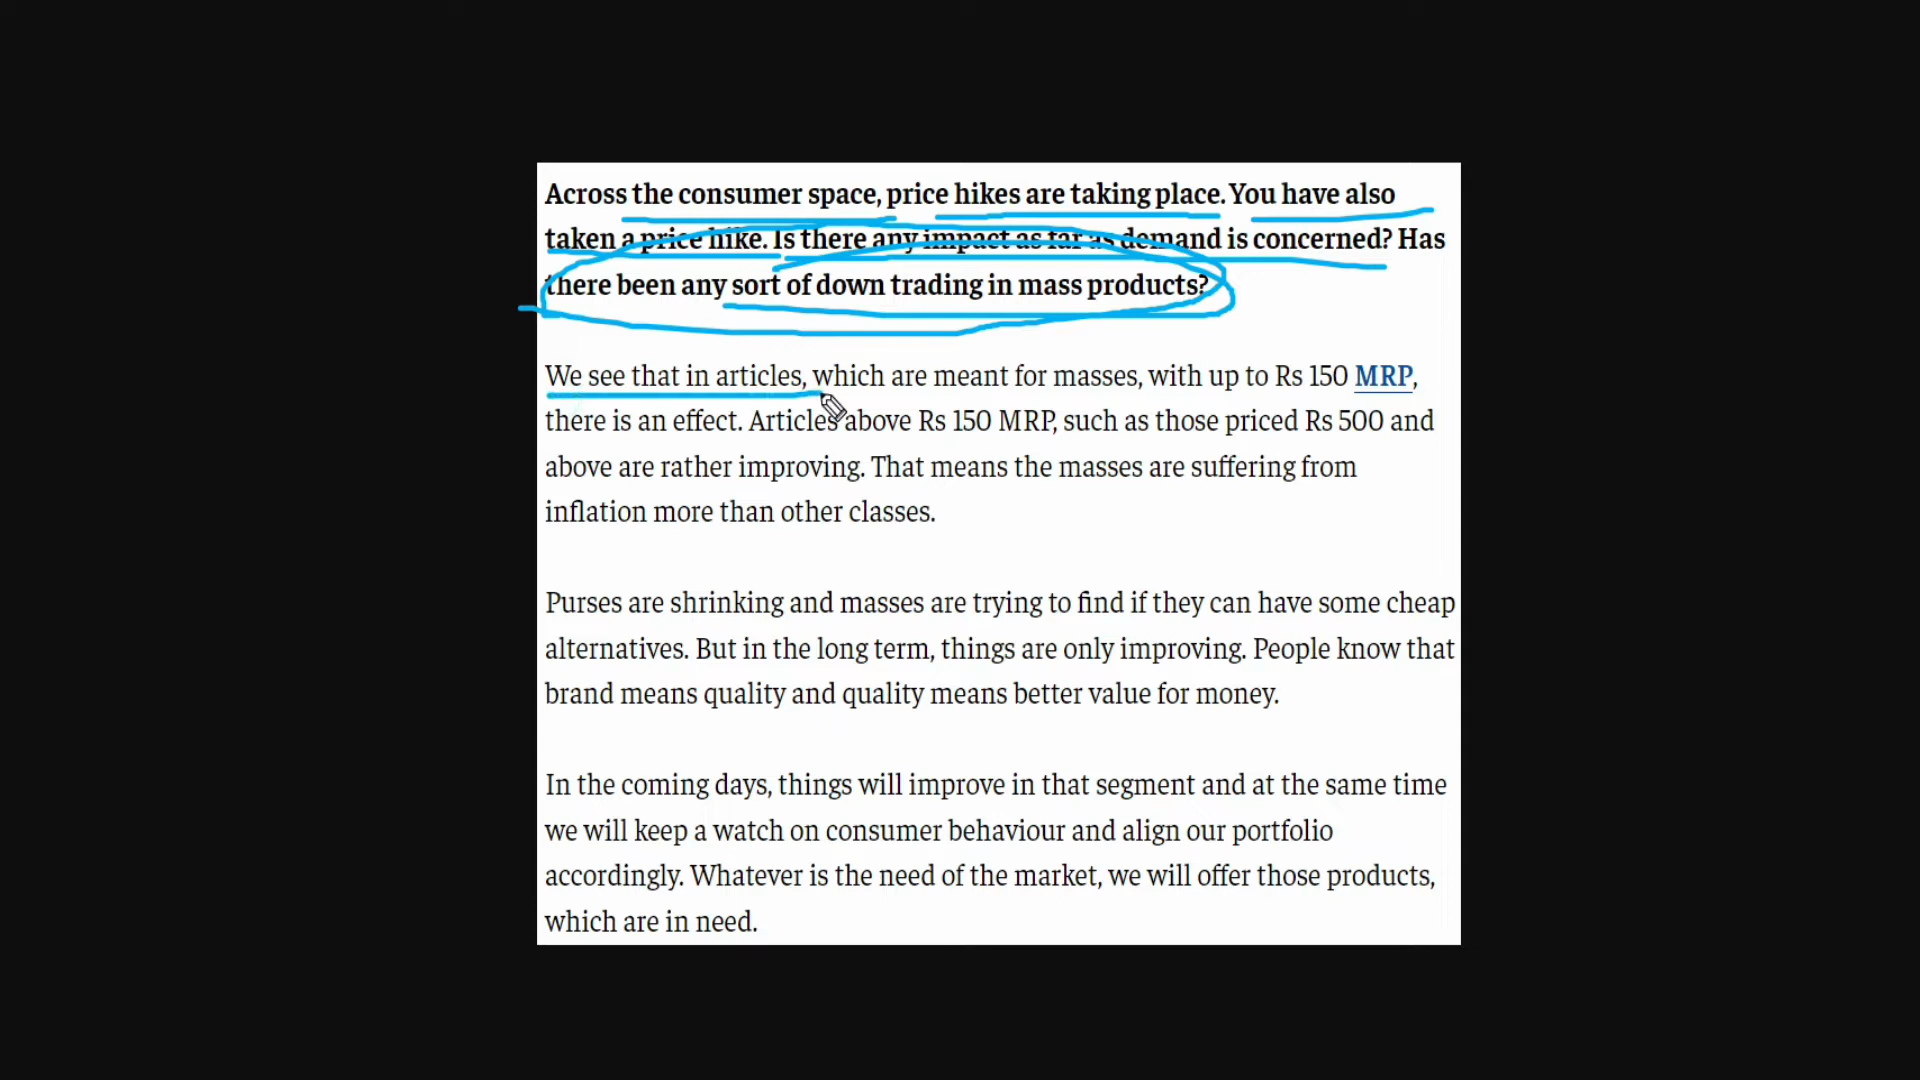 Across the consumer space, price hikes are taking place. You have also
taken a price hike. Is there any impact as far as demand is concerned? Has
there been any sort of down trading in mass products?
We see that in articles, which are meant for masses, with up to Rs 150 MRP,
there is an effect. Articles above Rs 150 MRP, such as those priced Rs 500 and
above are rather improving. That means the masses are suffering from
inflation more than other classes.
Purses are shrinking and masses are trying to find if they can have some cheap
alternatives. But in the long term, things are only improving. People know that
brand means quality and quality means better value for money.
In the coming days, things will improve in that segment and at the same time
we will keep a watch on consumer behaviour and align our portfolio
accordingly. Whatever is the need of the market, we will offer those products,
which are in need.